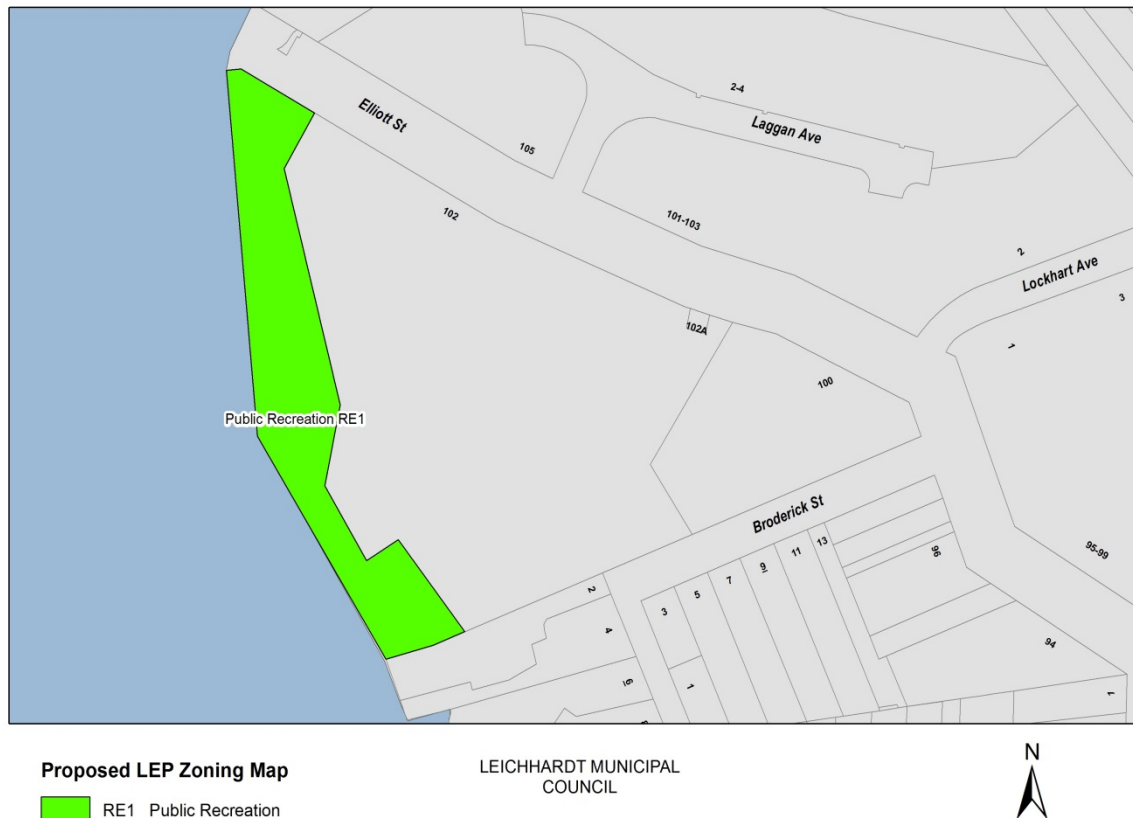 Elliott St
2-4
Laggan Ave
105
102
101-103
2
Lockhart Ave
3
102A
1
100
Public Recreation RE1
Broderick St
13
11
9
7
5
3
96
95-99
2
4
6
1
94
1
Proposed LEP Zoning Map
RE1 Public Recreation
LEICHHARDT MUNICIPAL
COUNCIL
N